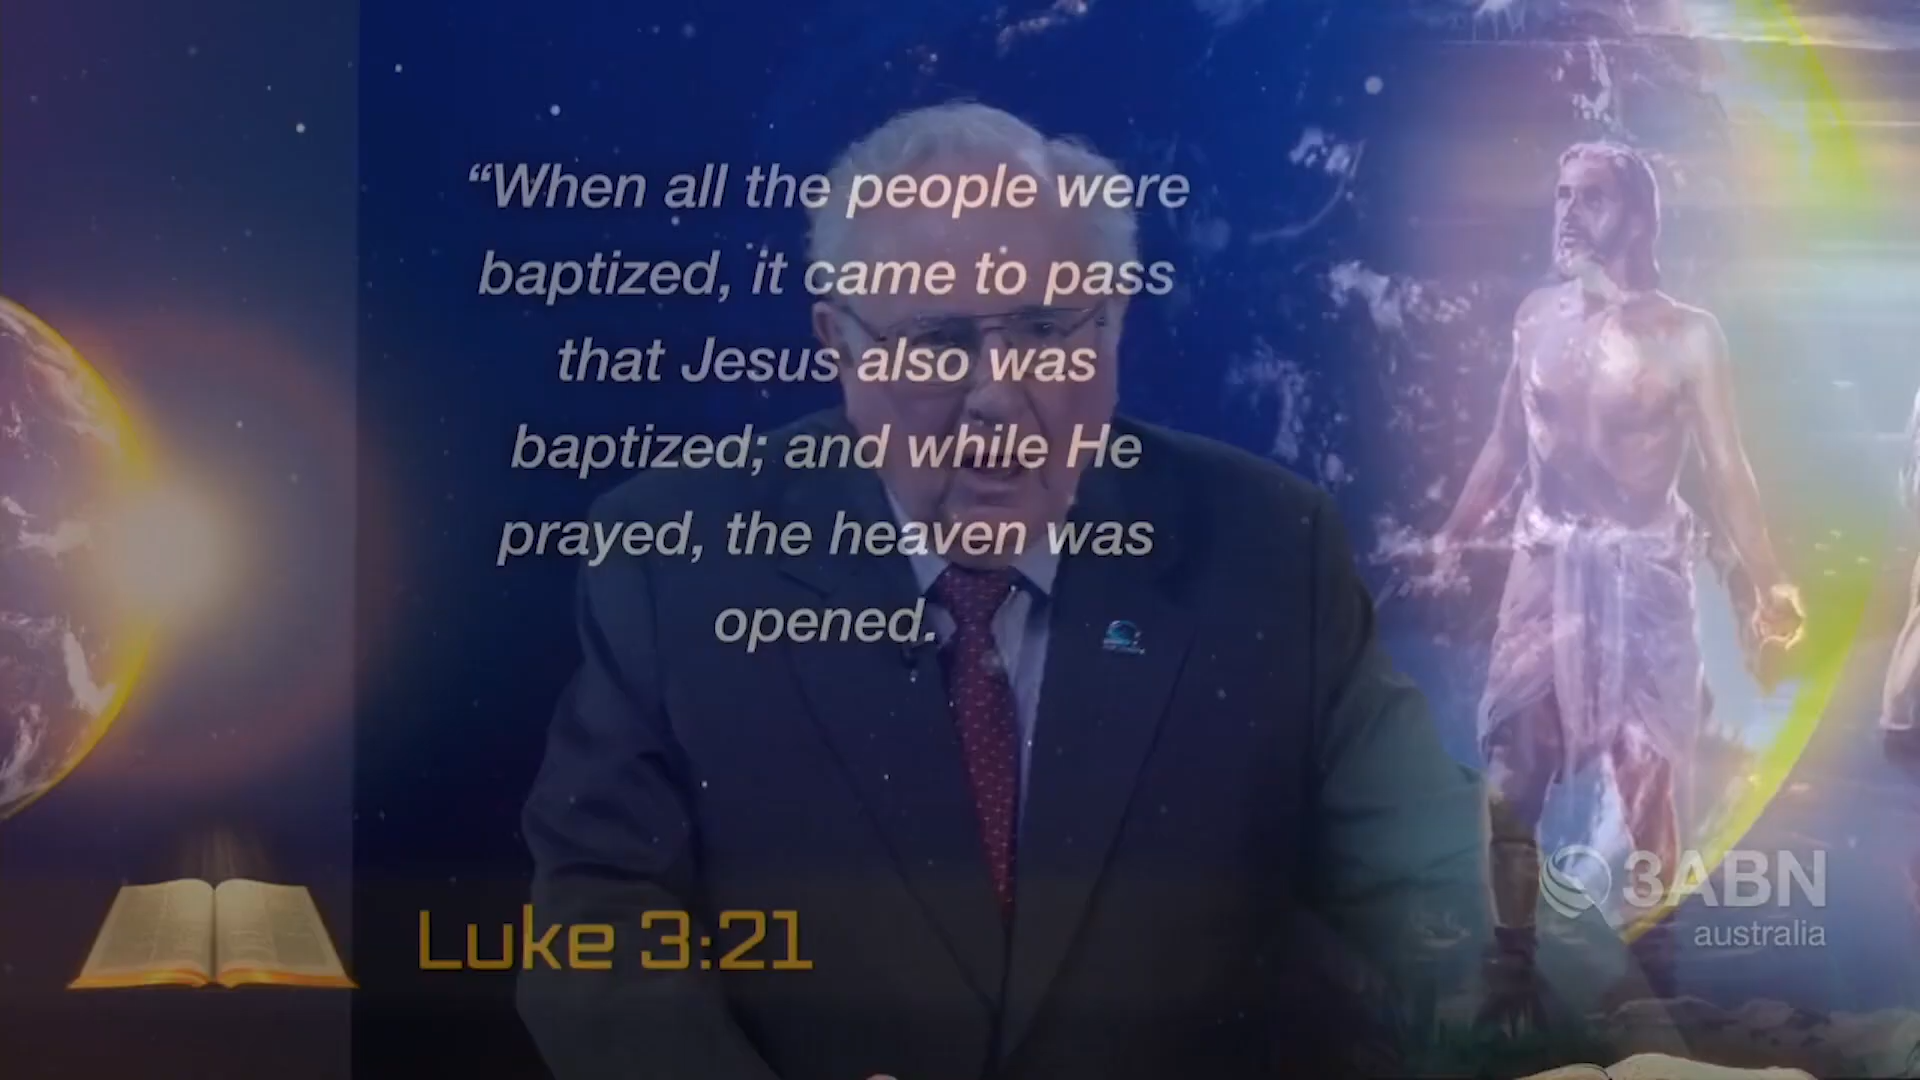 “When all the people were
baptized, it came to pass
that Jesus also was
baptized; and while He
prayed, the heaven was
opened.
Luke 3:21
3ABN
australia